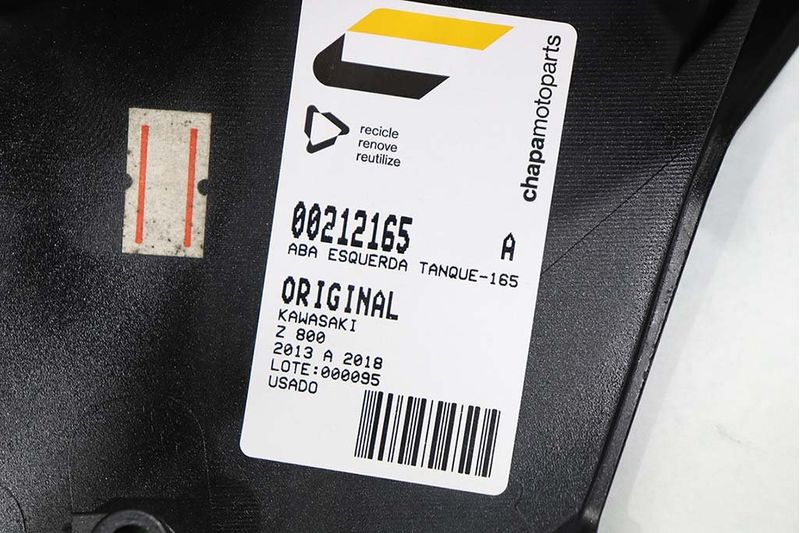 chapamotoparts
recicle
renove
reutilize
00212165 A
ABA ESQUERDA TANQUE-165
ORIGINAL
KAWASAKI
Z 800
2013 A 2018
LOTE:000095
USADO